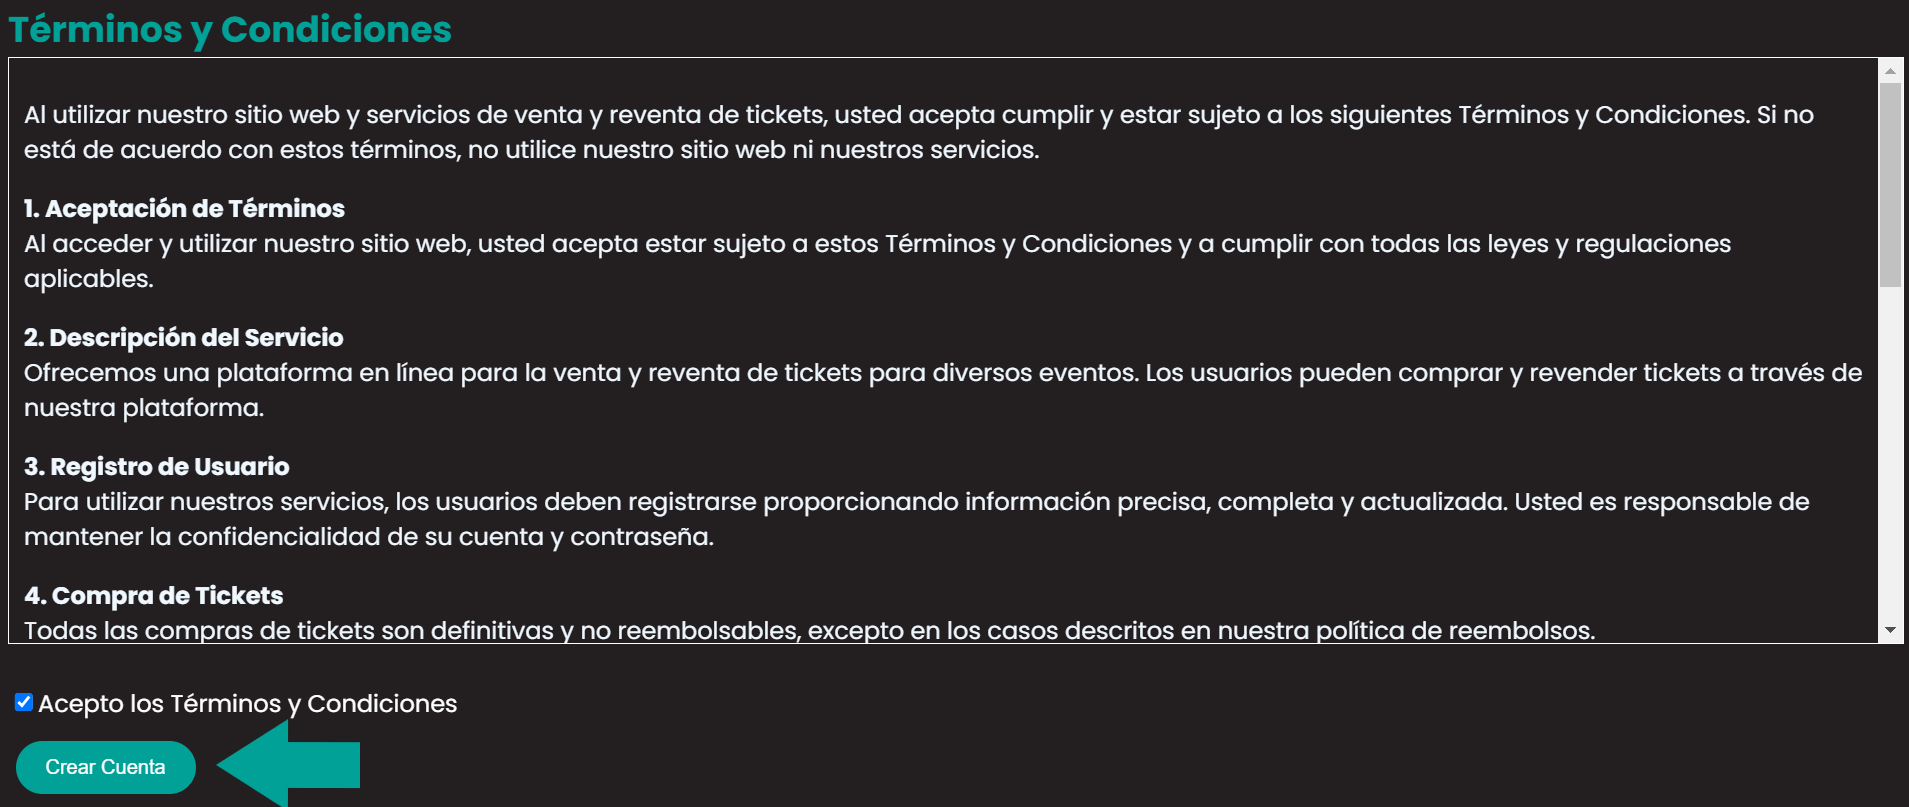 Términos y Condiciones
Al utilizar nuestro sitio web y servicios de venta y reventa de tickets, usted acepta cumplir y estar sujeto a los siguientes Términos y Condiciones. Si no
está de acuerdo con estos términos, no utilice nuestro sitio web ni nuestros servicios.
1. Aceptación de Términos
Al acceder y utilizar nuestro sitio web, usted acepta estar sujeto a estos Términos y Condiciones y a cumplir con todas las leyes y regulaciones
aplicables.
2. Descripción del Servicio
Ofrecemos una plataforma en línea para la venta y reventa de tickets para diversos eventos. Los usuarios pueden comprar y revender tickets a través de
nuestra plataforma.
3. Registro de Usuario
Para utilizar nuestros servicios, los usuarios deben registrarse proporcionando información precisa, completa y actualizada. Usted es responsable de
mantener la confidencialidad de su cuenta y contraseña.
4. Compra de Tickets
Todas las compras de tickets son definitivas y no reembolsables, excepto en los casos descritos en nuestra política de reembolsos.
Acepto los Términos y Condiciones
Crear Cuenta